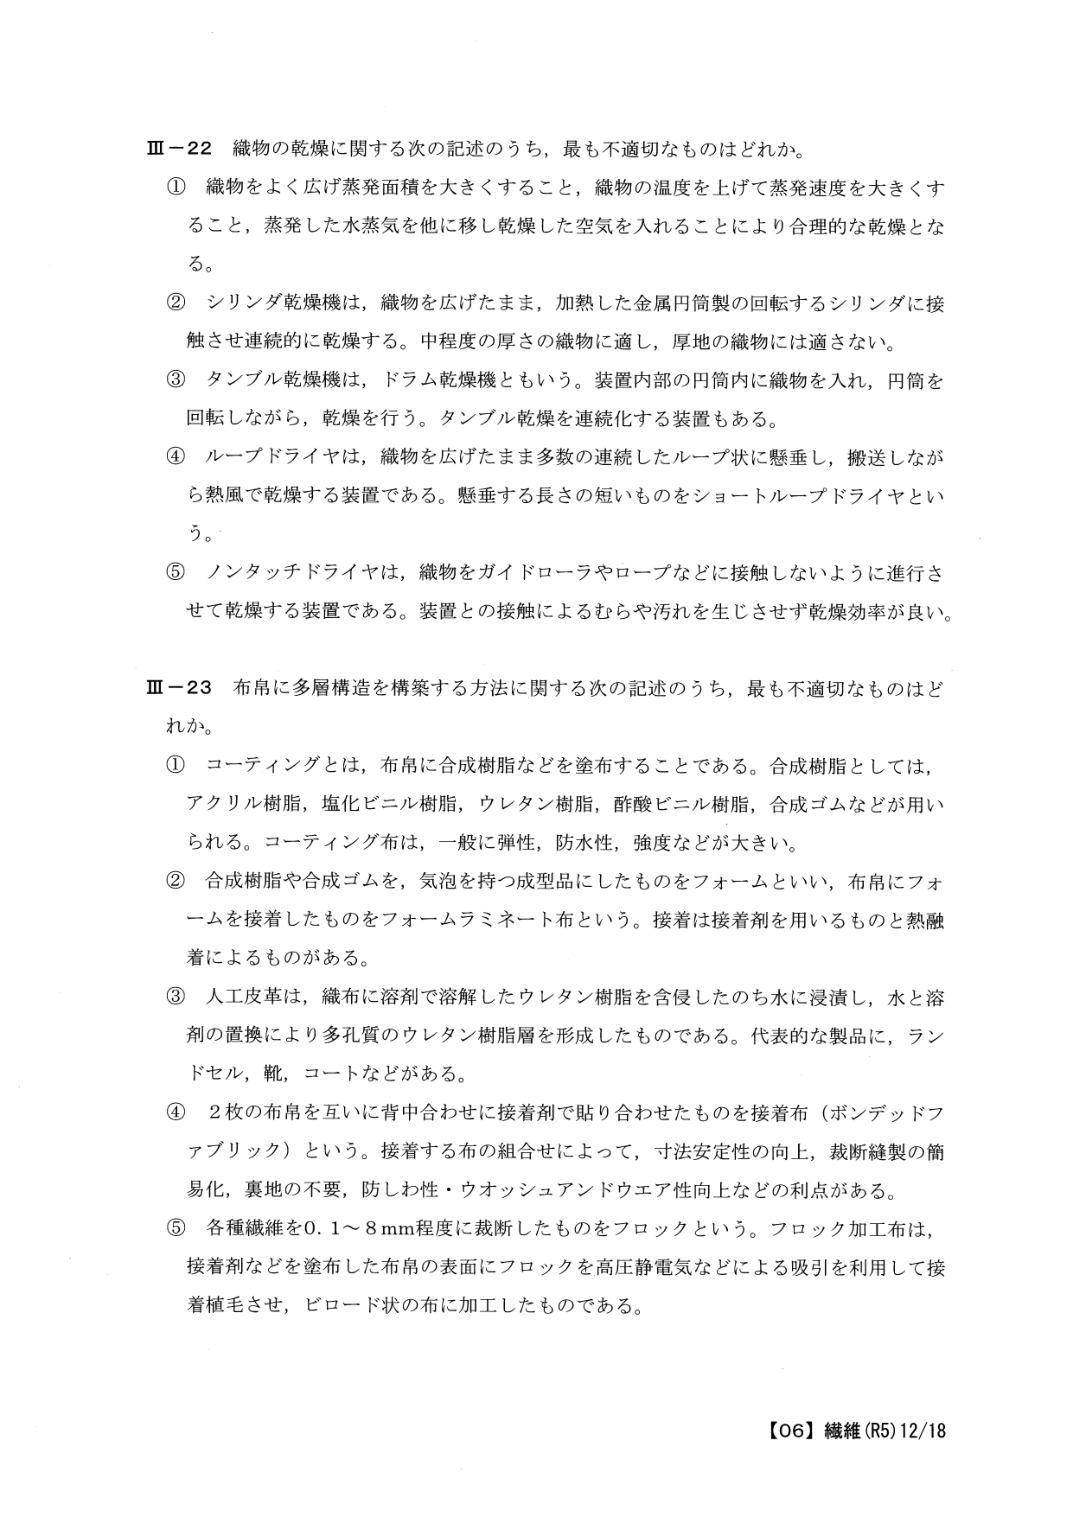 Ⅲ－22　織物の乾燥に関する次の記述のうち，最も不適切なものはどれか。
①　織物をよく広げ蒸発面積を大きくすること，織物の温度を上げて蒸発速度を大きくす
ること，蒸発した水蒸気を他に移し乾燥した空気を入れることにより合理的な乾燥とな
る。
②　シリンダ乾燥機は，織物を広げたまま，加熱した金属円筒製の回転するシリンダに接
触させ連続的に乾燥する。中程度の厚さの織物に適し，厚地の織物には適さない。
③　タンブル乾燥機は，ドラム乾燥機ともいう。装置内部の円筒内に織物を入れ，円筒を
回転しながら，乾燥を行う。タンブル乾燥を連続化する装置もある。
④　ループドライヤは，織物を広げたまま多数の連続したループ状に懸垂し，搬送しなが
ら熱風で乾燥する装置である。懸垂する長さの短いものをショートループドライヤとい
う。
⑤　ノンタッチドライヤは，織物をガイドローラやロープなどに接触しないように進行さ
せて乾燥する装置である。装置との接触によるむらや汚れを生じさせず乾燥効率が良い。
Ⅲ－23　布帛に多層構造を構築する方法に関する次の記述のうち，最も不適切なものはど
れか。
①　コーティングとは，布帛に合成樹脂などを塗布することである。合成樹脂としては，
アクリル樹脂，塩化ビニル樹脂，ウレタン樹脂，酢酸ビニル樹脂，合成ゴムなどが用い
られる。コーティング布は，一般に弾性，防水性，強度などが大きい。
②　合成樹脂や合成ゴムを，気泡を持つ成型品にしたものをフォームといい，布帛にフォ
ームを接着したものをフォームラミネート布という。接着は接着剤を用いるものと熱融
着によるものがある。
③　人工皮革は，織布に溶剤で溶解したウレタン樹脂を含侵したのち水に浸漬し，水と溶
剤の置換により多孔質のウレタン樹脂層を形成したものである。代表的な製品に，ラン
ドセル，靴，コートなどがある。
④　２枚の布帛を互いに背中合わせに接着剤で貼り合わせたものを接着布（ボンデッドフ
ァブリック）という。接着する布の組合せによって，寸法安定性の向上，裁断縫製の簡
易化，裏地の不要，防しわ性・ウオッシュアンドウエア性向上などの利点がある。
⑤　各種繊維を0.1～８mm程度に裁断したものをフロックという。フロック加工布は，
接着剤などを塗布した布帛の表面にフロックを高圧静電気などによる吸引を利用して接
着植毛させ，ビロード状の布に加工したものである。
【06】繊維(R5)12/18